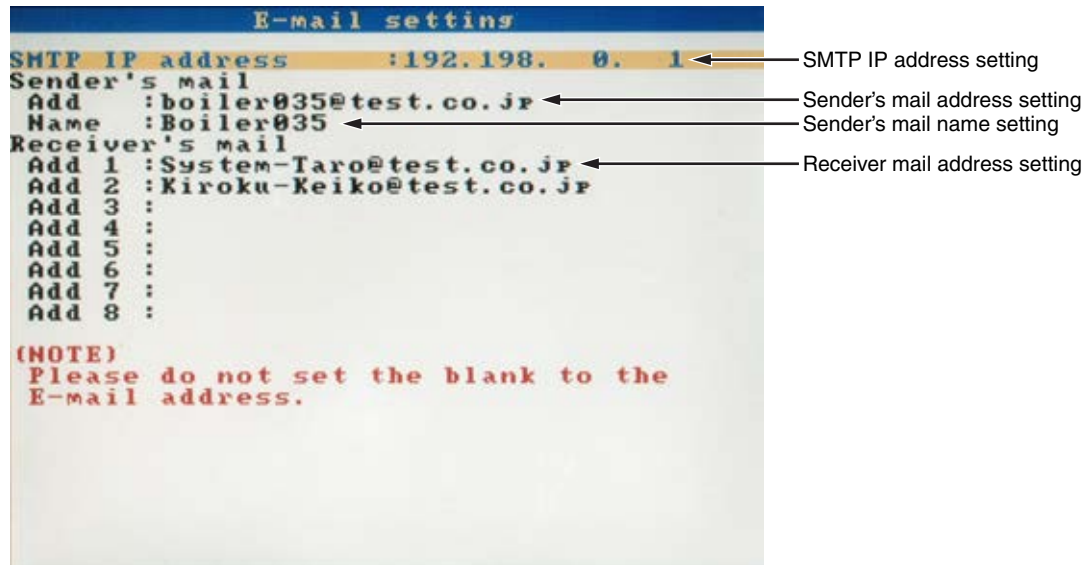 E-mail setting
SMTP IP address :192.198. 0. 1
SMTP IP address setting
Sender's mail
Add :boiler035@test.co.jp
Sender's mail address setting
Name :Boiler035
Sender's mail name setting
Receiver's mail
Add 1 :System-Taro@test.co.jp
Receiver mail address setting
Add 2 :Kiroku-Keiko@test.co.jp
Add 3 :
Add 4 :
Add 5 :
Add 6 :
Add 7 :
Add 8 :
(NOTE)
Please do not set the blank to the
E-mail address.